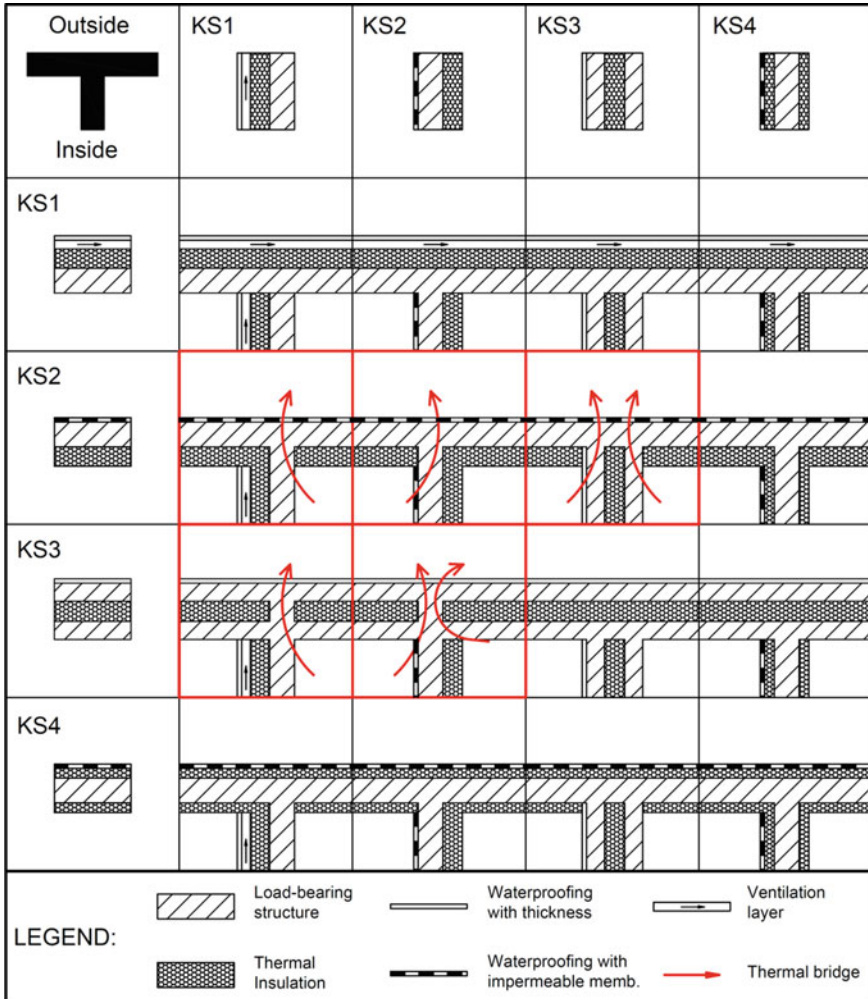 Outside
Inside
KS1
KS2
KS3
KS4
KS1
KS2
KS3
KS4
LEGEND:
Load-bearing
structure
Waterproofing
with thickness
Ventilation
layer
Thermal
Insulation
Waterproofing with
impermeable memb.
Thermal bridge